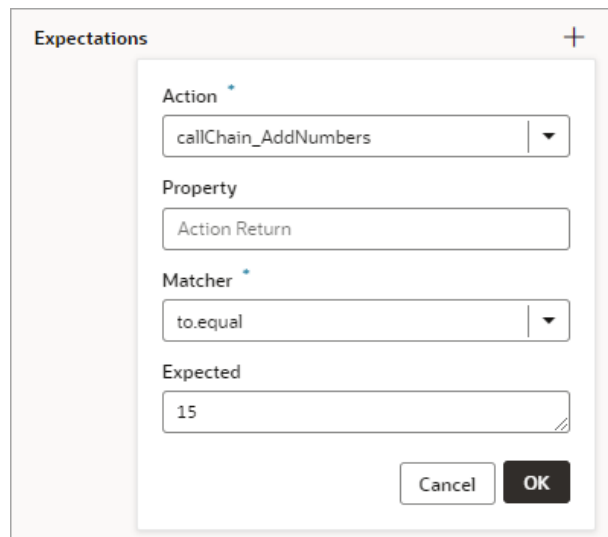 Expectations
Action *
callChain_AddNumbers
Property
Action Return
Matcher *
to.equal
Expected
15
Cancel OK